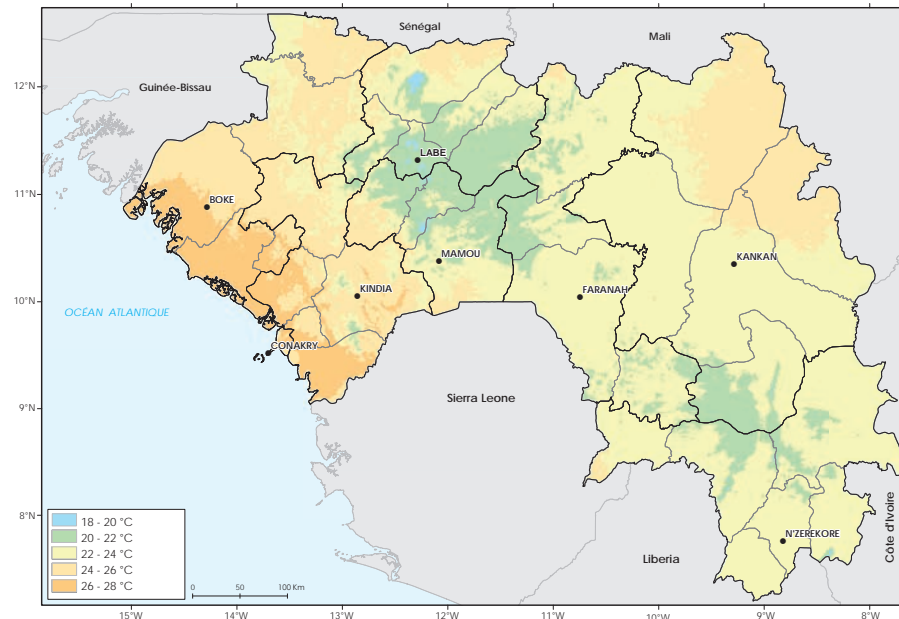 Sénégal
Mali
12°N
Guinée-Bissau
LABE
11°N
BOKE
MAMOU
KANKAN
KINDIA
FARANAH
10°N
OCÉAN ATLANTIQUE
CONAKRY
Sierra Leone
9°N
8°N
N'ZEREKORE
Côte d'Ivoire
Liberia
18 - 20 °C
20 - 22 °C
22 - 24 °C
24 - 26 °C
26 - 28 °C
0 50 100 Km
15°W 14°W 13°W 12°W 11°W 10°W 9°W 8°W